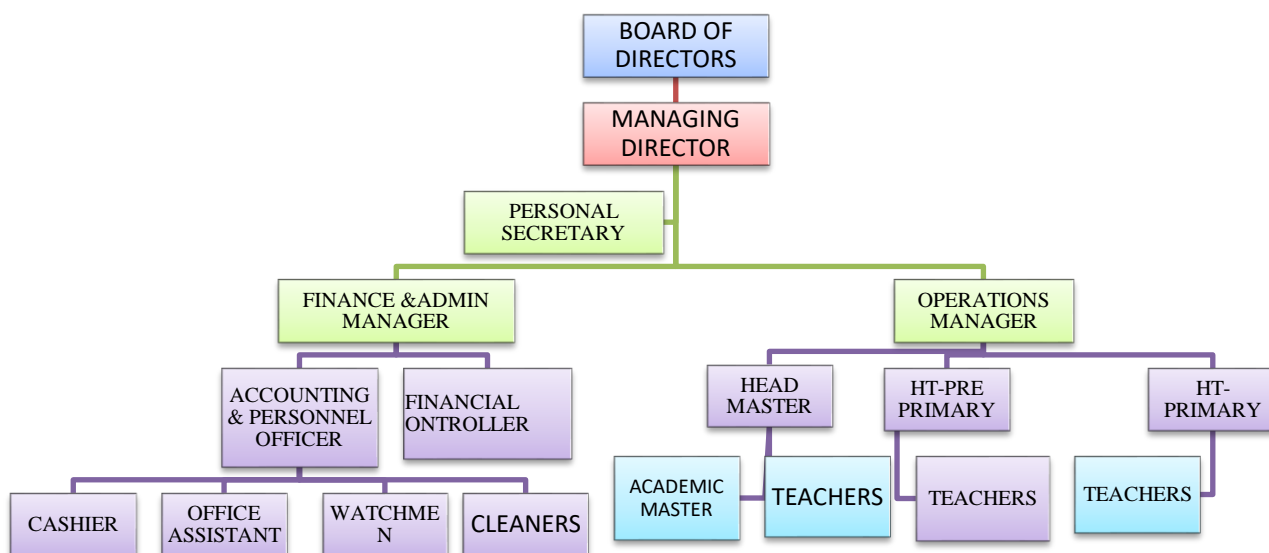 BOARD OF
DIRECTORS
MANAGING
DIRECTOR
PERSONAL
SECRETARY
FINANCE &ADMIN
MANAGER
OPERATIONS
MANAGER
ACCOUNTING
& PERSONNEL
OFFICER
FINANCIAL
ONTROLLER
HEAD
MASTER
HT-PRE
PRIMARY
HT-
PRIMARY
CASHIER
OFFICE
ASSISTANT
WATCHME
N
CLEANERS
ACADEMIC
MASTER
TEACHERS
TEACHERS
TEACHERS